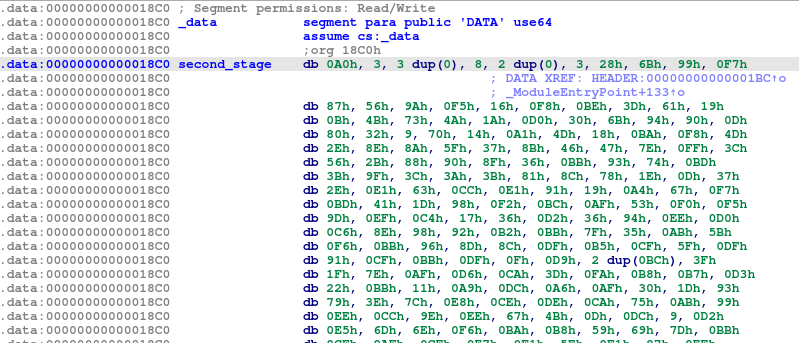 .data:00000000000018C0 ; Segment permissions: Read/Write
.data:00000000000018C0 _data segment para public 'DATA' use64
.data:00000000000018C0 assume cs:_data
.data:00000000000018C0 ;org 18C0h
.data:00000000000018C0 second_stage db 0A0h, 3, 3 dup(0), 8, 2 dup(0), 3, 28h, 6Bh, 99h, 0F7h
.data:00000000000018C0 ; DATA XREF: HEADER:00000000000001BC↑o
.data:00000000000018C0 ; _ModuleEntryPoint+133↑o
.data:00000000000018C0 db 87h, 56h, 9Ah, 0F5h, 16h, 0F8h, 0BEh, 3Dh, 61h, 19h
.data:00000000000018C0 db 0Bh, 4Bh, 73h, 4Ah, 1Ah, 0D0h, 30h, 6Bh, 94h, 90h, 0Dh
.data:00000000000018C0 db 80h, 32h, 9, 70h, 14h, 0A1h, 4Dh, 18h, 0BAh, 0F8h, 4Dh
.data:00000000000018C0 db 2Eh, 8Eh, 8Ah, 5Fh, 37h, 8Bh, 46h, 47h, 7Eh, 0FFh, 3Ch
.data:00000000000018C0 db 56h, 2Bh, 88h, 90h, 8Fh, 36h, 0BBh, 93h, 74h, 0BDh
.data:00000000000018C0 db 3Bh, 9Fh, 3Ch, 3Ah, 3Bh, 81h, 8Ch, 78h, 1Eh, 0Dh, 37h
.data:00000000000018C0 db 2Eh, 0E1h, 63h, 0CCh, 0E1h, 91h, 19h, 0A4h, 67h, 0F7h
.data:00000000000018C0 db 0BDh, 41h, 1Dh, 98h, 0F2h, 0BCh, 0AFh, 53h, 0F0h, 0F5h
.data:00000000000018C0 db 9Dh, 0EFh, 0C4h, 17h, 36h, 0D2h, 36h, 94h, 0EEh, 0D0h
.data:00000000000018C0 db 0C6h, 8Eh, 98h, 92h, 0B2h, 0BBh, 7Fh, 35h, 0ABh, 5Bh
.data:00000000000018C0 db 0F6h, 0BBh, 96h, 8Dh, 8Ch, 0DFh, 0B5h, 0CFh, 5Fh, 0DFh
.data:00000000000018C0 db 91h, 0CFh, 0BBh, 0DFh, 0Fh, 0D9h, 2 dup(0BCh), 3Fh
.data:00000000000018C0 db 1Fh, 7Eh, 0AFh, 0D6h, 0CAh, 3Dh, 0FAh, 0B8h, 0B7h, 0D3h
.data:00000000000018C0 db 22h, 0BBh, 11h, 0A9h, 0DCh, 0A6h, 0AFh, 30h, 1Dh, 93h
.data:00000000000018C0 db 79h, 3Eh, 7Ch, 0E8h, 0CEh, 0DEh, 0CAh, 75h, 0ABh, 99h
.data:00000000000018C0 db 0EEh, 0CCh, 9Eh, 0EEh, 67h, 4Bh, 0Dh, 0DCh, 9, 0D2h
.data:00000000000018C0 db 0E5h, 6Dh, 6Eh, 0F6h, 0BAh, 0B8h, 59h, 69h, 7Dh, 0BBh